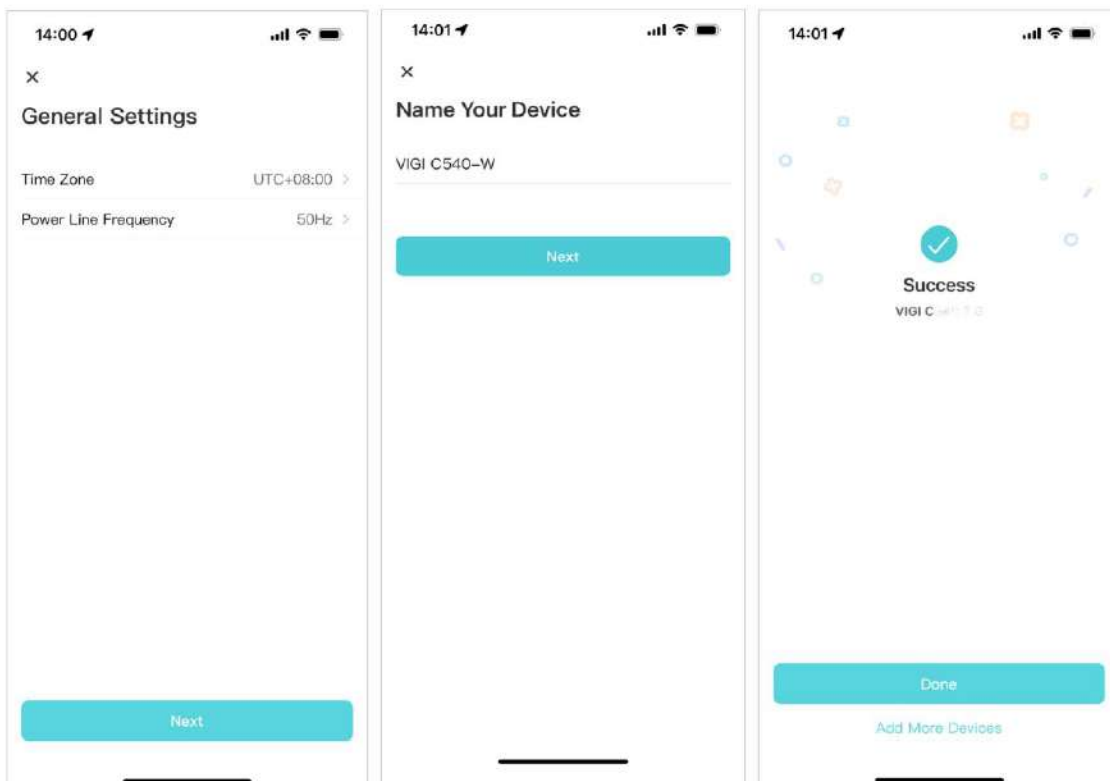 14:00
General Settings
Time Zone UTC+08:00
Power Line Frequency 50Hz
Next
14:01
Name Your Device
VIGI C540-W
Next
14:01
Success
VIGI C
Done
Add More Devices